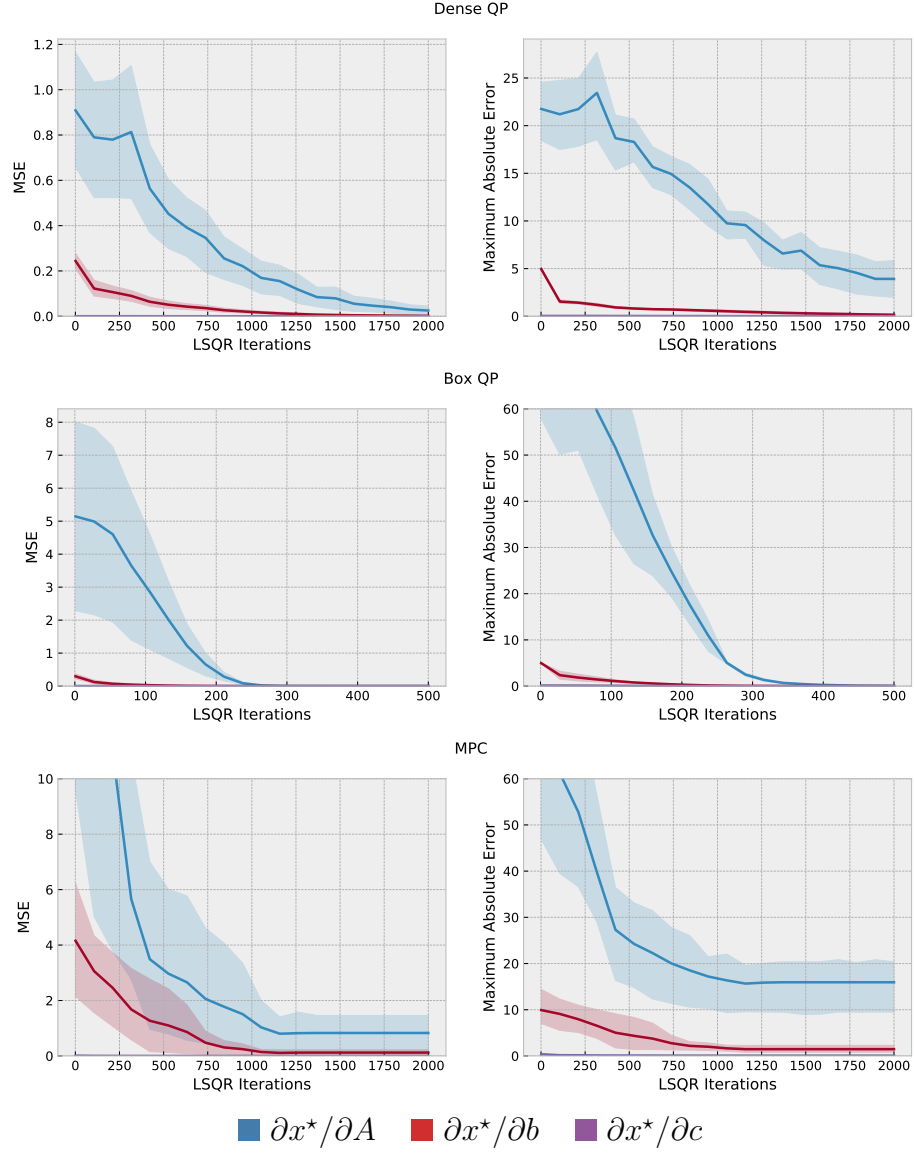 Dense QP
1.2
1.0
0.8
0.6
0.4
0.2
0.0
MSE
0 250 500 750 1000 1250 1500 1750 2000
LSQR Iterations
25
20
15
10
5
0
Maximum Absolute Error
0 250 500 750 1000 1250 1500 1750 2000
LSQR Iterations
Box QP
8
7
6
5
4
3
2
1
0
MSE
0 100 200 300 400 500
LSQR Iterations
60
50
40
30
20
10
0
Maximum Absolute Error
0 100 200 300 400 500
LSQR Iterations
MPC
10
8
6
4
2
0
MSE
0 250 500 750 1000 1250 1500 1750 2000
LSQR Iterations
60
50
40
30
20
10
0
Maximum Absolute Error
0 250 500 750 1000 1250 1500 1750 2000
LSQR Iterations
∂x⋆/∂A ∂x⋆/∂b ∂x⋆/∂c